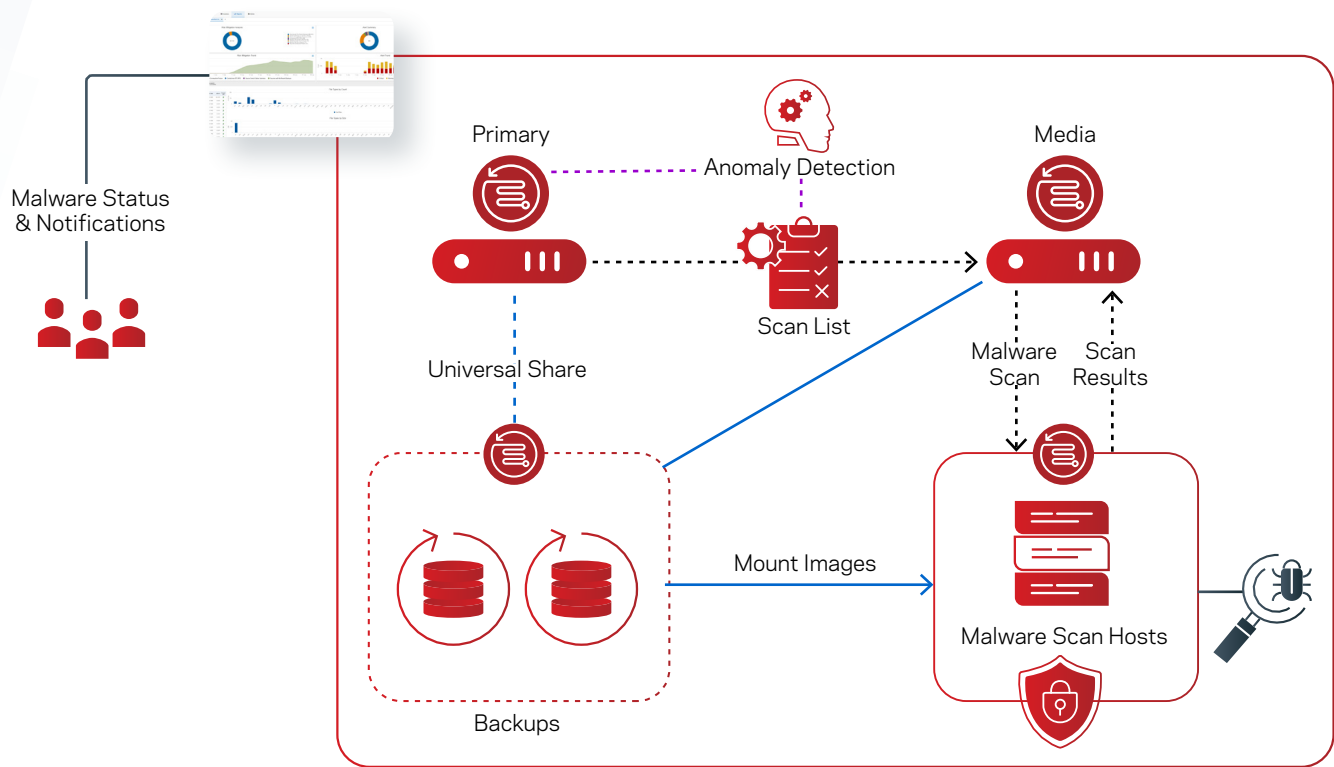 Primary
Media
Anomaly Detection
Malware Status
& Notifications
Scan List
Universal Share
Malware
Scan
Scan
Results
Mount Images
Malware Scan Hosts
Backups